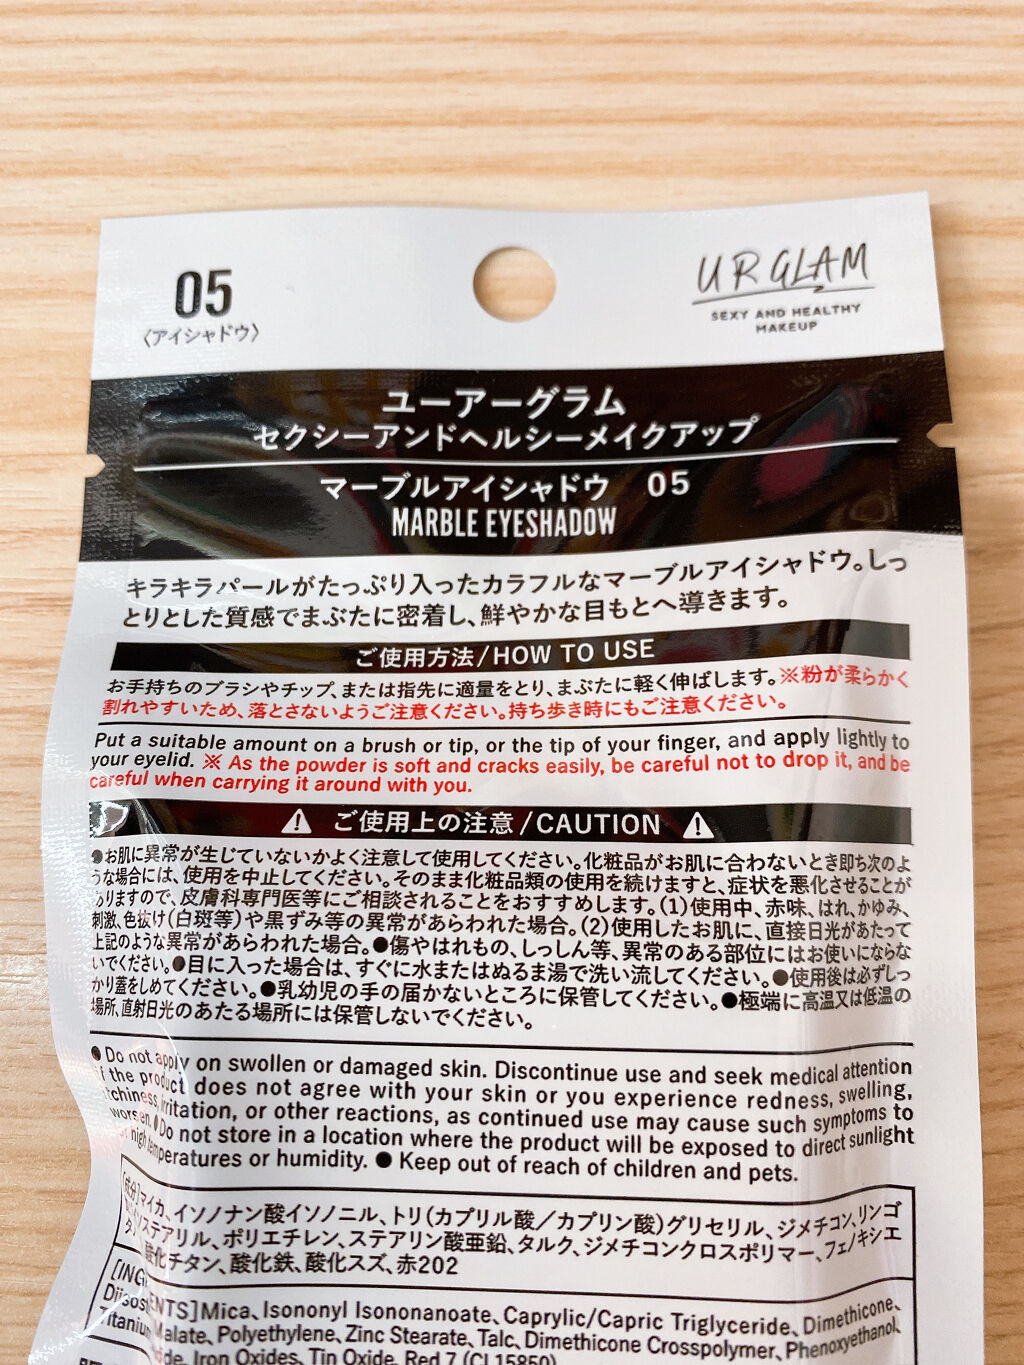 05
〈アイシャドウ〉
UR GLAM
SEXY AND HEALTHY
MAKEUP
ユーアーグラム
セクシーアンドヘルシーメイクアップ
マーブルアイシャドウ 05
MARBLE EYESHADOW
キラキラパールがたっぷり入ったカラフルなマーブルアイシャドウ。しっ
とりとした質感でまぶたに密着し、鮮やかな目もとへ導きます。
ご使用方法/HOW TO USE
お手持ちのブラシやチップ、または指先に適量をとり、まぶたに軽く伸ばします。※粉が柔らかく
割れやすいため、落とさないようご注意ください。持ち歩き時にもご注意ください。
Put a suitable amount on a brush or tip, or the tip of your finger, and apply lightly to
your eyelid. ※ As the powder is soft and cracks easily, be careful not to drop it, and be
careful when carrying it around with you.
⚠ ご使用上の注意/CAUTION ⚠
●お肌に異常が生じていないかよく注意して使用してください。化粧品がお肌に合わないとき即ち次のよ
うな場合には、使用を中止してください。そのまま化粧品類の使用を続けますと、症状を悪化させることが
ありますので、皮膚科専門医等にご相談されることをおすすめします。(1)使用中、赤味、はれ、かゆみ、
刺激、色抜け(白斑等)や黒ずみ等の異常があらわれた場合。(2)使用したお肌に、直接日光があたって
上記のような異常があらわれた場合。●傷やはれもの、しっしん等、異常のある部位にはお使いにならな
いでください。●目に入った場合は、すぐに水またはぬるま湯で洗い流してください。●使用後は必ずしっ
かり蓋をしめてください。●乳幼児の手の届かないところに保管してください。●極端に高温又は低温の
場所、直射日光のあたる場所には保管しないでください。
●Do not apply on swollen or damaged skin. Discontinue use and seek medical attention
if the product does not agree with your skin or you experience redness, swelling,
itchiness, irritation, or other reactions, as continued use may cause such symptoms to
worsen. ●Do not store in a location where the product will be exposed to direct sunlight
or high temperatures or humidity. ● Keep out of reach of children and pets.
[成分]マイカ、イソノナン酸イソノニル、トリ(カプリル酸/カプリン酸)グリセリル、ジメチコン、リンゴ
ステアリル、ポリエチレン、ステアリン酸亜鉛、タルク、ジメチコンクロスポリマー、フェノキシエ
酸化チタン、酸化鉄、酸化スズ、赤202
[INGREDIENTS]Mica、Isononyl Isononanoate、Caprylic/Capric Triglyceride、Dimethicone、
Malate、Polyethylene、Zinc Stearate、Talc、Dimethicone Crosspolymer、Phenoxyethanol、
Iron Oxides、Tin Oxide、Red 7 (CI 15850)